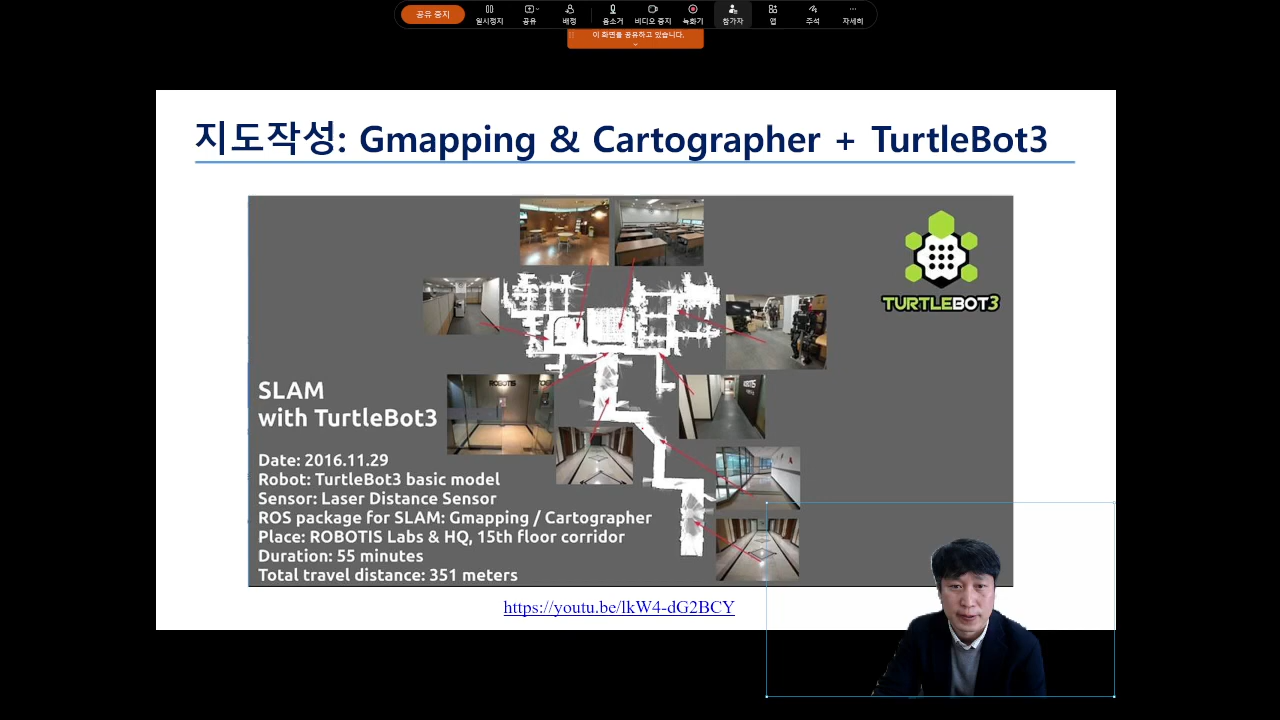 공유 중지
일시정지
공유
배정
음소거
비디오 중지
녹화기
참가자
앱
주석
자세히
이 화면을 공유하고 있습니다.
지도작성: Gmapping & Cartographer + TurtleBot3
TURTLEBOT3
ROBOTIS
SLAM
with TurtleBot3
Date: 2016.11.29
Robot: TurtleBot3 basic model
Sensor: Laser Distance Sensor
ROS package for SLAM: Gmapping / Cartographer
Place: ROBOTIS Labs & HQ, 15th floor corridor
Duration: 55 minutes
Total travel distance: 351 meters
https://youtu.be/lkW4-dG2BCY